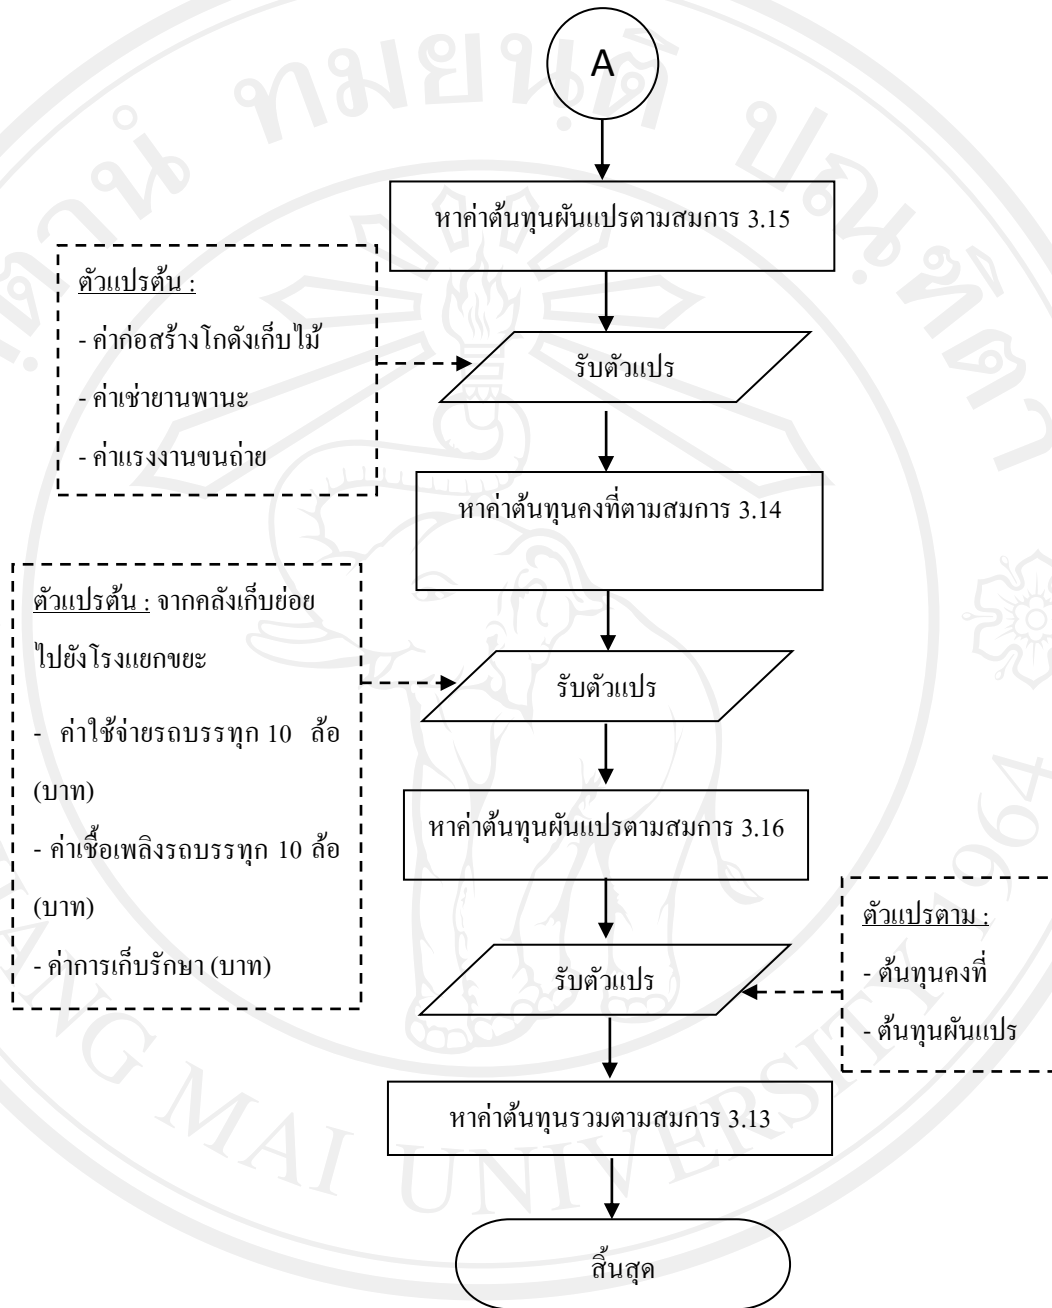 A
หาค่าต้นทุนผันแปรตามสมการ 3.15
ตัวแปรต้น :
- ค่าก่อสร้างโกดังเก็บไม้
- ค่าเช่ายานพานะ
- ค่าแรงงานขนถ่าย
รับตัวแปร
หาค่าต้นทุนคงที่ตามสมการ 3.14
ตัวแปรต้น : จากคลังเก็บย่อย
ไปยังโรงแยกขยะ
- ค่าใช้จ่ายรถบรรทุก 10 ล้อ
(บาท)
- ค่าเชื้อเพลิงรถบรรทุก 10 ล้อ
(บาท)
- ค่าการเก็บรักษา (บาท)
รับตัวแปร
หาค่าต้นทุนผันแปรตามสมการ 3.16
ตัวแปรตาม :
- ต้นทุนคงที่
- ต้นทุนผันแปร
รับตัวแปร
หาค่าต้นทุนรวมตามสมการ 3.13
สิ้นสุด
ANG MAI UNIVERSITY 1964